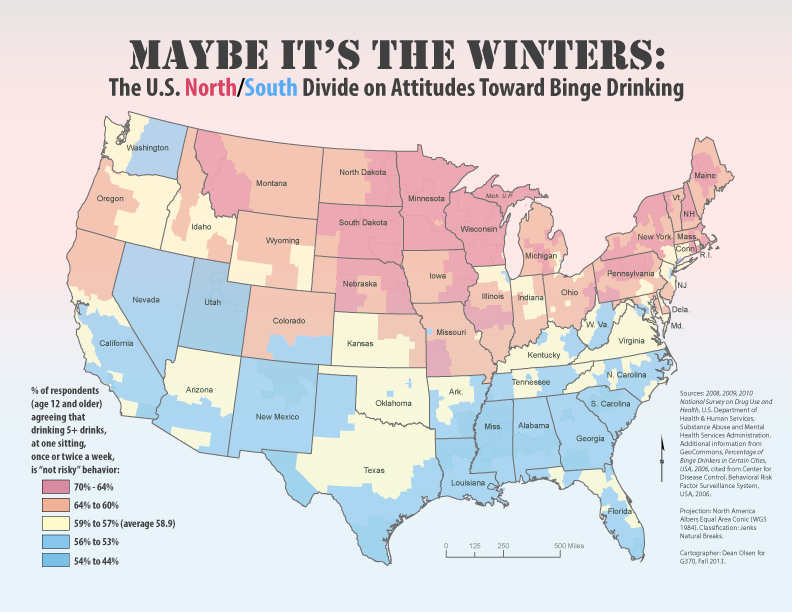 MAYBE IT'S THE WINTERS:
The U.S. North/South Divide on Attitudes Toward Binge Drinking
Washington
Oregon
Idaho
Montana
North Dakota
Minnesota
Mich. U.P.
Maine
Vt.
NH
South Dakota
Wisconsin
Wyoming
Michigan
New York
Mass.
Conn.
R.I.
Nebraska
Iowa
Pennsylvania
Nevada
Utah
Colorado
Illinois
Indiana
Ohio
NJ
Dela.
Md.
Kansas
Missouri
W. Va.
Virginia
California
Kentucky
Arizona
New Mexico
Oklahoma
Ark.
Tennessee
N. Carolina
S. Carolina
Miss.
Alabama
Georgia
Texas
Louisiana
Florida
% of respondents
(age 12 and older)
agreeing that
drinking 5+ drinks,
at one sitting,
once or twice a week,
is "not risky" behavior:
70% - 64%
64% to 60%
59% to 57% (average 58.9)
56% to 53%
54% to 44%
0 125 250 500 Miles
Sources: 2008, 2009, 2010
National Survey on Drug Use and
Health, U.S. Department of
Health & Human Services,
Substance Abuse and Mental
Health Services Administration.
Additional information from
GeoCommons, Percentage of
Binge Drinkers in Certain Cities,
USA, 2006, cited from Center for
Disease Control, Behavioral Risk
Factor Surveillance System,
USA, 2006.
Projection: North America
Albers Equal Area Conic (WGS
1984). Classification: Jenks
Natural Breaks.
Cartographer: Dean Olsen for
G370, Fall 2013.